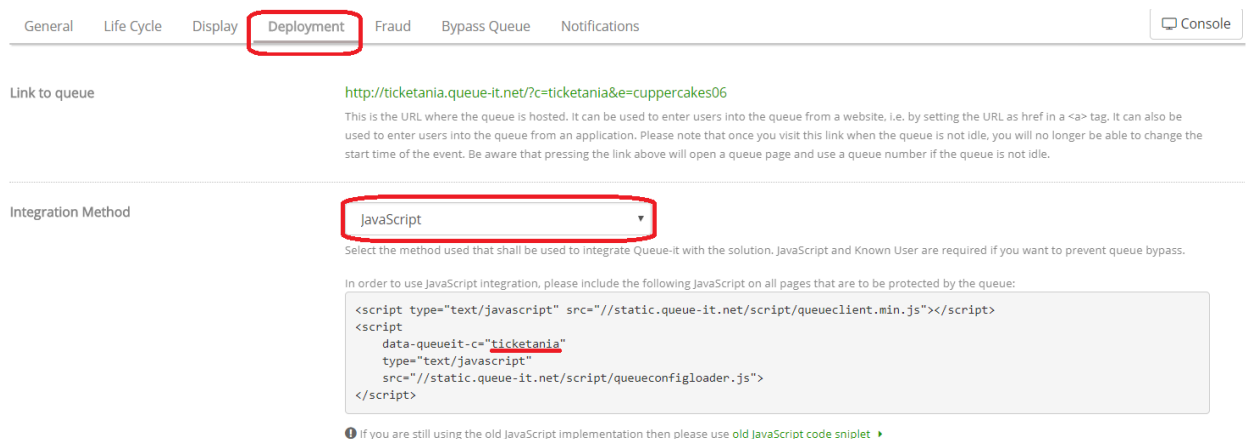 General Life Cycle Display Deployment Fraud Bypass Queue Notifications Console
Link to queue
http://ticketania.queue-it.net/?c=ticketania&e=cuppercakes06
This is the URL where the queue is hosted. It can be used to enter users into the queue from a website, i.e. by setting the URL as href in a <a> tag. It can also be
used to enter users into the queue from an application. Please note that once you visit this link when the queue is not idle, you will no longer be able to change the
start time of the event. Be aware that pressing the link above will open a queue page and use a queue number if the queue is not idle.
Integration Method
JavaScript
Select the method used that shall be used to integrate Queue-it with the solution. JavaScript and Known User are required if you want to prevent queue bypass.
In order to use JavaScript integration, please include the following JavaScript on all pages that are to be protected by the queue:
<script type="text/javascript" src="//static.queue-it.net/script/queueclient.min.js"></script>
<script
data-queueit-c="ticketania"
type="text/javascript"
src="//static.queue-it.net/script/queueconfigloader.js">
</script>
If you are still using the old JavaScript implementation then please use old JavaScript code sniplet